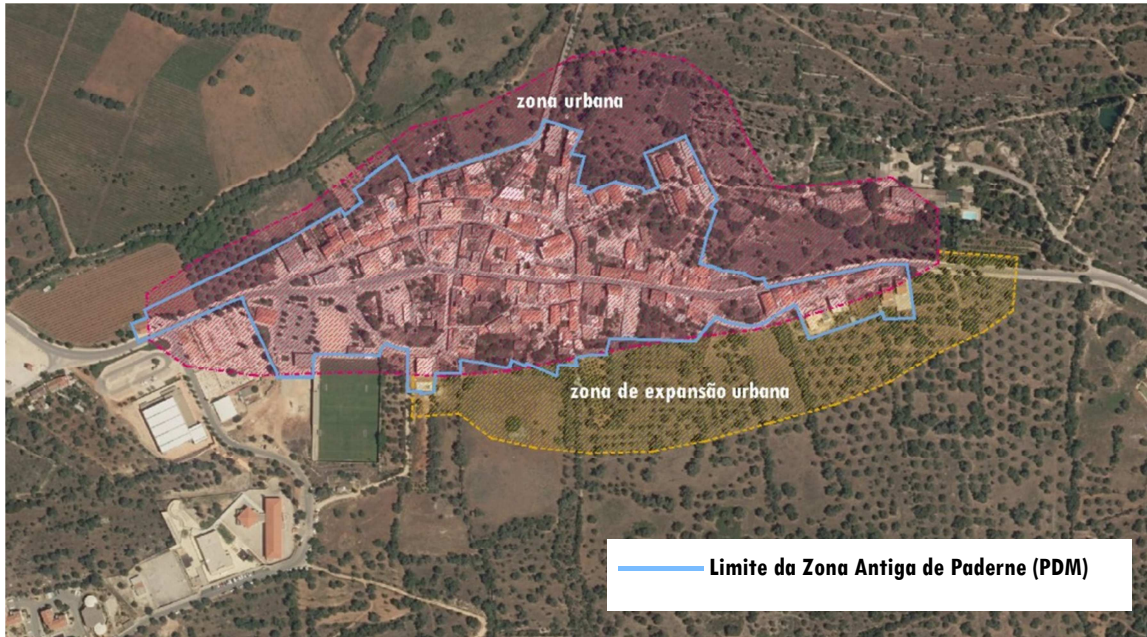 zona urbana
zona de expansão urbana
Limite da Zona Antiga de Paderne (PDM)